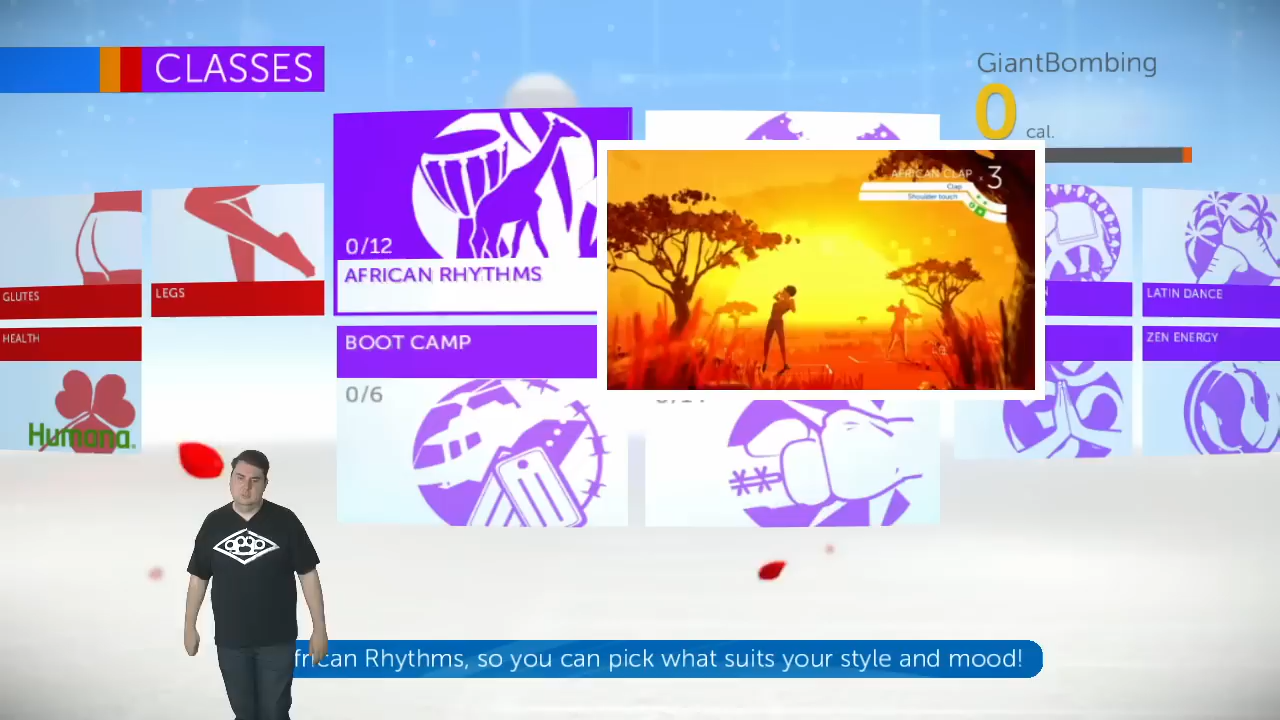 CLASSES
GiantBombing
0 cal.
AFRICAN CLAP x 3
Clap
Shoulder touch
0/12
AFRICAN RHYTHMS
GLUTES
LEGS
LATIN DANCE
HEALTH
BOOT CAMP
ZEN ENERGY
0/6
Humana
frican Rhythms, so you can pick what suits your style and mood!